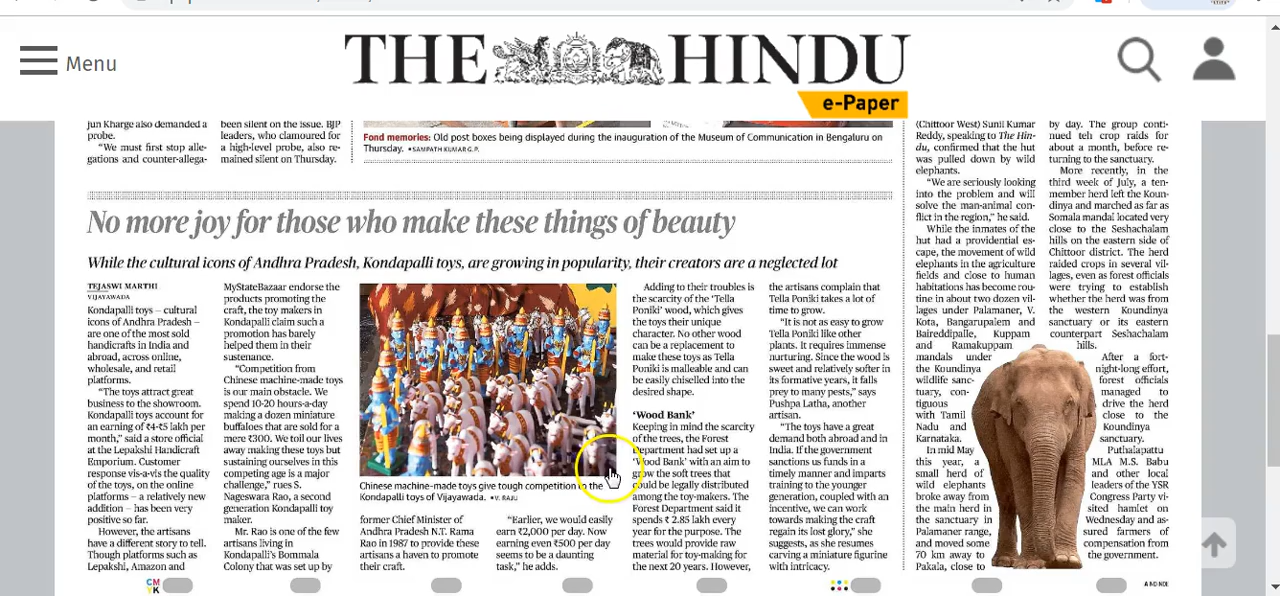 Menu
THE HINDU
e-Paper
jun Kharge also demanded a
probe.
"We must first stop alle-
gations and counter-allega-
been silent on the issue. BJP
leaders, who clamoured for
a high-level probe, also re-
mained silent on Thursday.
Fond memories: Old post boxes being displayed during the inauguration of the Museum of Communication in Bengaluru on
Thursday. • SAMPATH KUMAR G.P.
No more joy for those who make these things of beauty
While the cultural icons of Andhra Pradesh, Kondapalli toys, are growing in popularity, their creators are a neglected lot
TEJASWI MARTHI
VIJAYAWADA
Kondapalli toys – cultural
icons of Andhra Pradesh –
are one of the most sold
handicrafts in India and
abroad, across online,
wholesale, and retail
platforms.
"The toys attract great
business to the showroom.
Kondapalli toys account for
an earning of ₹4-₹5 lakh per
month," said a store official
at the Lepakshi Handicraft
Emporium. Customer
response vis-a-vis the quality
of the toys, on the online
platforms – a relatively new
addition – has been very
positive so far.
However, the artisans
have a different story to tell.
Though platforms such as
Lepakshi, Amazon and
MyStateBazaar endorse the
products promoting the
craft, the toy makers in
Kondapalli claim such a
promotion has barely
helped them in their
sustenance.
"Competition from
Chinese machine-made toys
is our main obstacle. We
spend 10-20 hours-a-day
making a dozen miniature
buffaloes that are sold for a
mere ₹300. We toil our lives
away making these toys but
sustaining ourselves in this
competing age is a major
challenge," rues S.
Nageswara Rao, a second
generation Kondapalli toy
maker.
Mr. Rao is one of the few
artisans living in
Kondapalli's Bommala
Colony that was set up by
Chinese machine-made toys give tough competition to the
Kondapalli toys of Vijayawada. • V. RAJU
former Chief Minister of
Andhra Pradesh N.T. Rama
Rao in 1987 to provide these
artisans a haven to promote
their craft.
"Earlier, we would easily
earn ₹2,000 per day. Now
earning even ₹500 per day
seems to be a daunting
task," he adds.
Adding to their troubles is
the scarcity of the 'Tella
Poniki' wood, which gives
the toys their unique
character. No other wood
can be a replacement to
make these toys as Tella
Poniki is malleable and can
be easily chiselled into the
desired shape.
'Wood Bank'
Keeping in mind the scarcity
of the trees, the Forest
Department had set up a
'Wood Bank' with an aim to
grow the soft trees that
could be legally distributed
among the toy-makers. The
Forest Department said it
spends ₹ 2.85 lakh every
year for the purpose. The
trees would provide raw
material for toy-making for
the next 20 years. However,
the artisans complain that
Tella Poniki takes a lot of
time to grow.
"It is not as easy to grow
Tella Poniki like other
plants. It requires immense
nurturing. Since the wood is
sweet and relatively softer in
its formative years, it falls
prey to many pests," says
Pushpa Latha, another
artisan.
"The toys have a great
demand both abroad and in
India. If the government
sanctions us funds in a
timely manner and imparts
training to the younger
generation, coupled with an
incentive, we can work
towards making the craft
regain its lost glory," she
suggests, as she resumes
carving a miniature figurine
with intricacy.
(Chittoor West) Sunil Kumar
Reddy, speaking to The Hin-
du, confirmed that the hut
was pulled down by wild
elephants.
"We are seriously looking
into the problem and will
solve the man-animal con-
flict in the region," he said.
While the inmates of the
hut had a providential es-
cape, the movement of wild
elephants in the agriculture
fields and close to human
habitations has become rou-
tine in about two dozen vil-
lages under Palamaner, V.
Kota, Bangarupalem and
Baireddipalle, Kuppam
and Ramakuppam
mandals under
the Koundinya
wildlife sanc-
tuary, con-
tiguous
with Tamil
Nadu and
Karnataka.
In mid May
this year, a
small herd of
wild elephants
broke away from
the main herd in
the sanctuary in
Palamaner range,
and moved some
70 km away to
Pakala, close to
by day. The group conti-
nued teh crop raids for
about a month, before re-
turning to the sanctuary.
More recently, in the
third week of July, a ten-
member herd left the Koun-
dinya and marched as far as
Somala mandal located very
close to the Seshachalam
hills on the eastern side of
Chittoor district. The herd
raided crops in several vil-
lages, even as forest officials
were trying to establish
whether the herd was from
the western Koundinya
sanctuary or its eastern
counterpart Seshachalam
hills.
After a fort-
night-long effort,
forest officials
managed to
drive the herd
close to the
Koundinya
sanctuary.
Puthalapattu
MLA M.S. Babu
and other local
leaders of the YSR
Congress Party vi-
sited hamlet on
Wednesday and as-
sured farmers of
compensation from
the government.
CM
YK